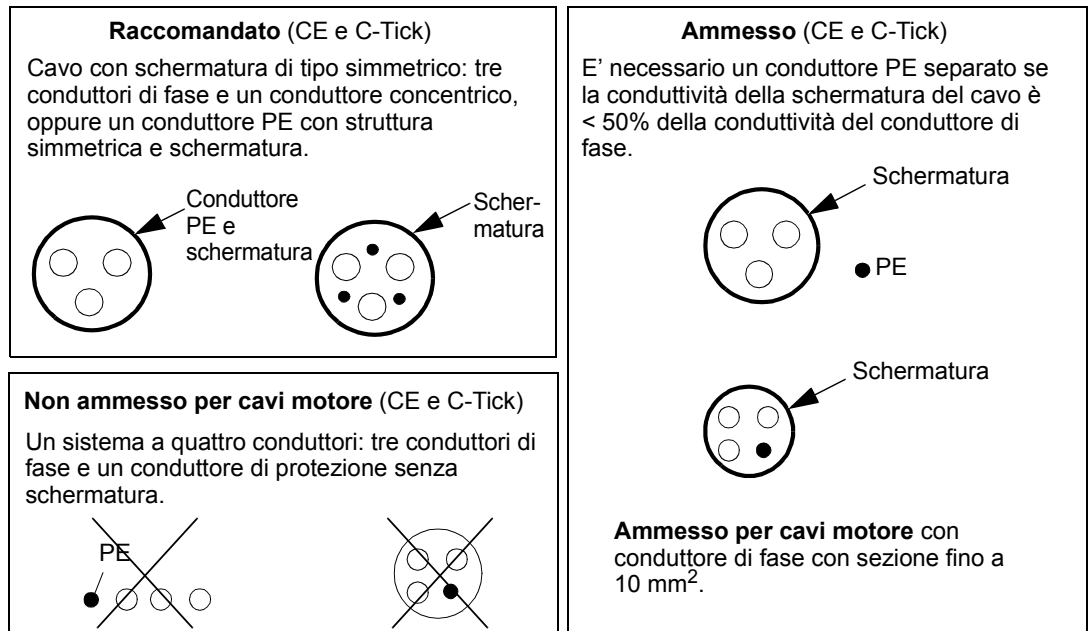 Raccomandato (CE e C-Tick)
Cavo con schermatura di tipo simmetrico: tre
conduttori di fase e un conduttore concentrico,
oppure un conduttore PE con struttura
simmetrica e schermatura.
Conduttore
PE e
schermatura
Scher-
matura
Non ammesso per cavi motore (CE e C-Tick)
Un sistema a quattro conduttori: tre conduttori di
fase e un conduttore di protezione senza
schermatura.
PE
Ammesso (CE e C-Tick)
E' necessario un conduttore PE separato se
la conduttività della schermatura del cavo è
< 50% della conduttività del conduttore di
fase.
Schermatura
PE
Schermatura
Ammesso per cavi motore con
conduttore di fase con sezione fino a
10 mm².